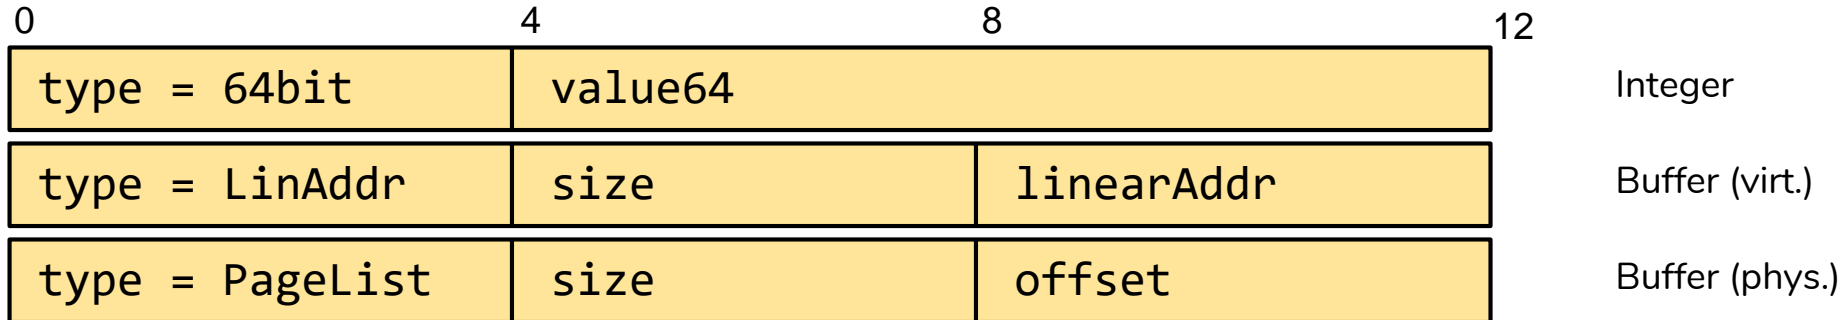 0 4 8 12
type = 64bit value64 Integer
type = LinAddr size linearAddr Buffer (virt.)
type = PageList size offset Buffer (phys.)